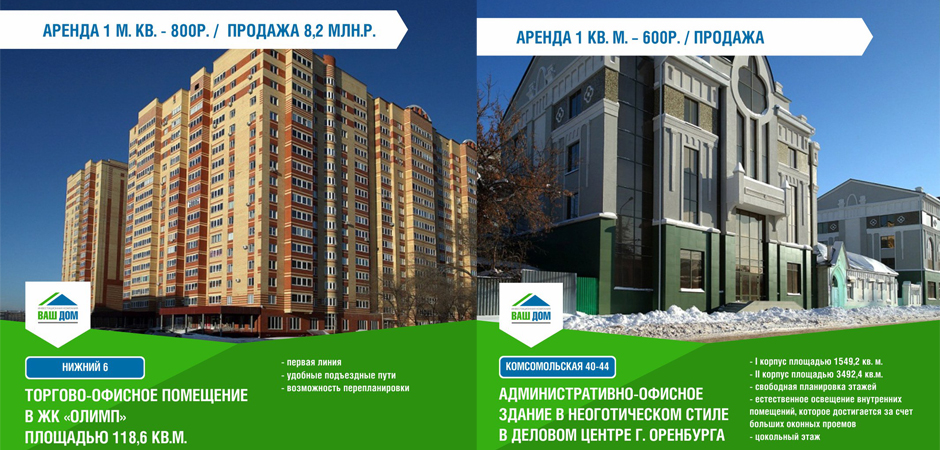 АРЕНДА 1 М. КВ. - 800Р. / ПРОДАЖА 8,2 МЛН.Р.
ВАШ ДОМ
НИЖНИЙ 6
ТОРГОВО-ОФИСНОЕ ПОМЕЩЕНИЕ
В ЖК «ОЛИМП»
ПЛОЩАДЬЮ 118,6 КВ.М.
- первая линия
- удобные подъездные пути
- возможность перепланировки
АРЕНДА 1 КВ. М. – 600Р. / ПРОДАЖА
ВАШ ДОМ
КОМСОМОЛЬСКАЯ 40-44
АДМИНИСТРАТИВНО-ОФИСНОЕ
ЗДАНИЕ В НЕОГОТИЧЕСКОМ СТИЛЕ
В ДЕЛОВОМ ЦЕНТРЕ Г. ОРЕНБУРГА
- I корпус площадью 1549,2 кв. м.
- II корпус площадью 3492,4 кв.м.
- свободная планировка этажей
- естественное освещение внутренних
помещений, которое достигается за счет
больших оконных проемов
- цокольный этаж